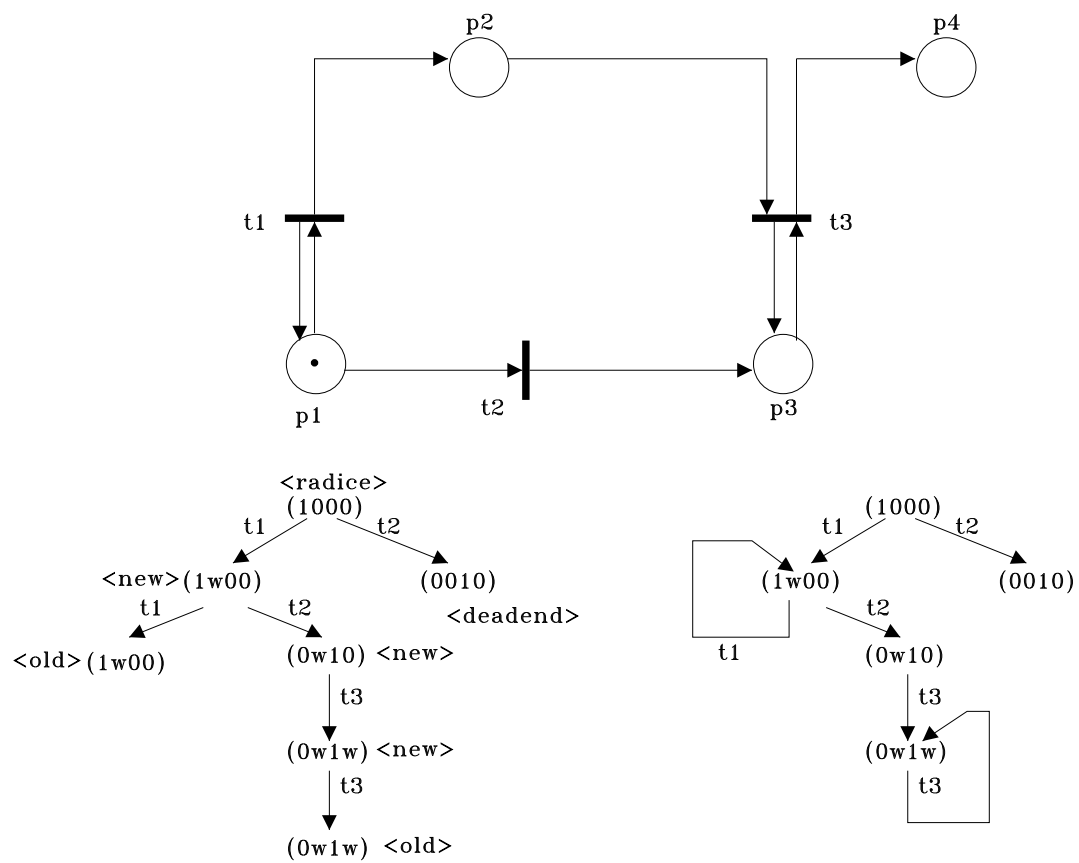 p2 p4
t1 t3
p1 t2 p3
<radice>
(1000) (1000)
t1 t2 t1 t2
<new>(1w00) (0010) (1w00) (0010)
t1 t2 <deadend> t2
<old>(1w00) (0w10) <new> t1 (0w10)
t3 t3
(0w1w) <new> (0w1w)
t3 t3
(0w1w) <old>